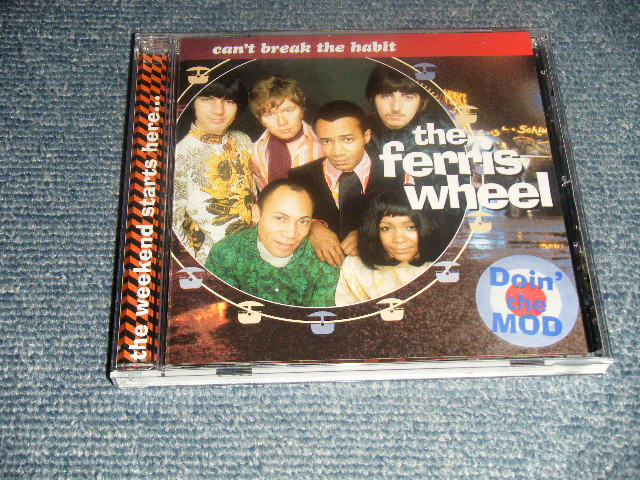 can't break the habit
the weekend starts here...
the
ferris
wheel
Doin'
the
MOD